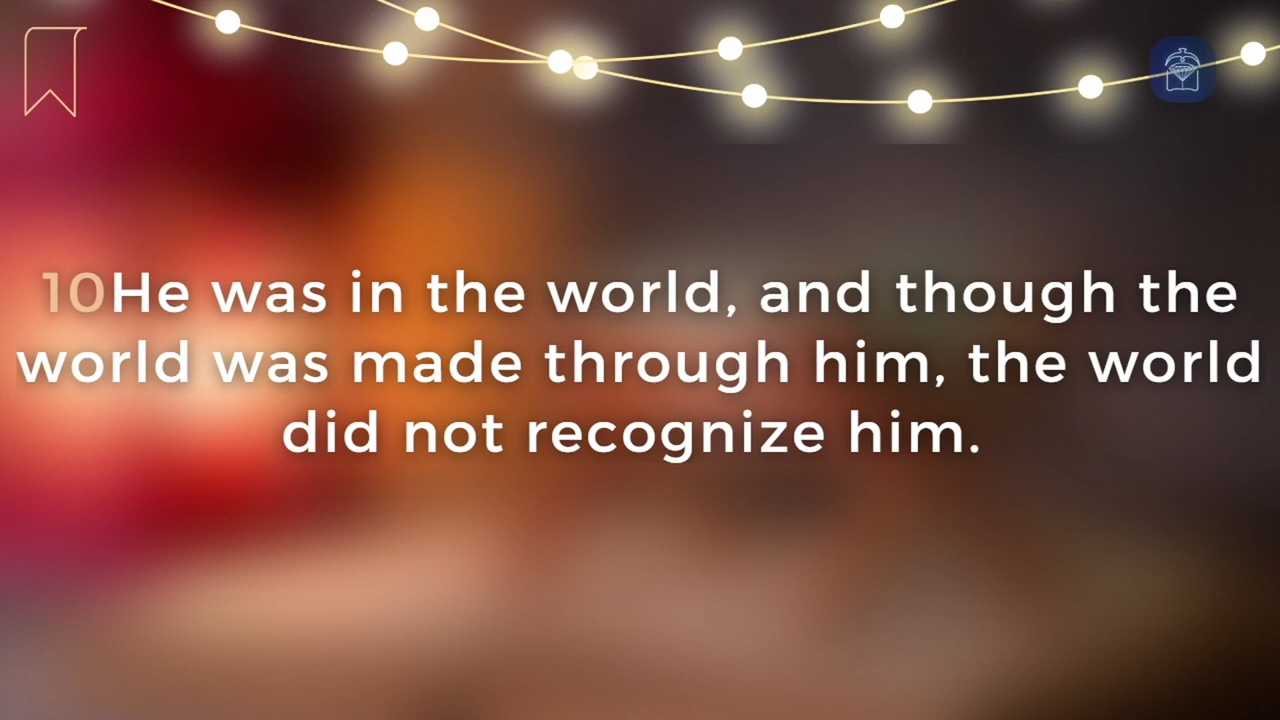 10He was in the world, and though the
world was made through him, the world
did not recognize him.